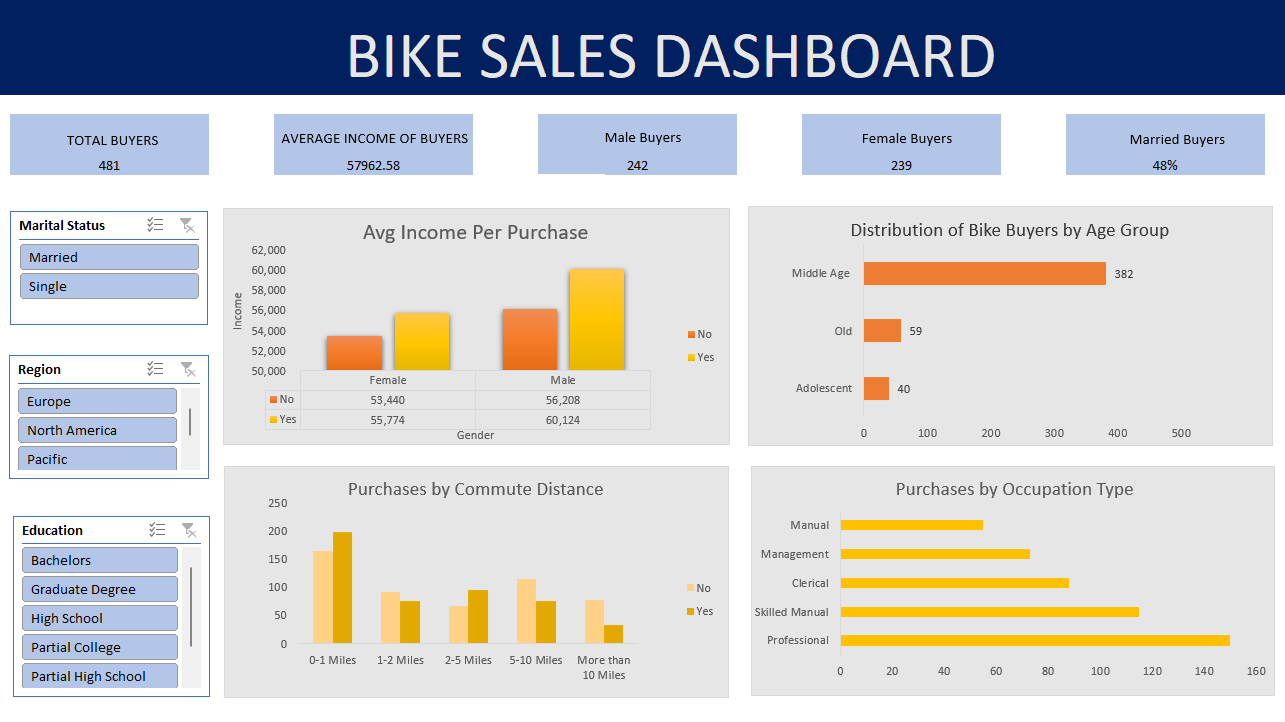 BIKE SALES DASHBOARD
TOTAL BUYERS
481
AVERAGE INCOME OF BUYERS
57962.58
Male Buyers
242
Female Buyers
239
Married Buyers
48%
Marital Status
Married
Single
Region
Europe
North America
Pacific
Education
Bachelors
Graduate Degree
High School
Partial College
Partial High School
Avg Income Per Purchase
62,000
60,000
58,000
56,000
54,000
52,000
50,000
Income
Female Male
No 53,440 56,208
Yes 55,774 60,124
Gender
No
Yes
Distribution of Bike Buyers by Age Group
Middle Age 382
Old 59
Adolescent 40
0 100 200 300 400 500
Purchases by Commute Distance
250
200
150
100
50
0
0-1 Miles 1-2 Miles 2-5 Miles 5-10 Miles More than
10 Miles
No
Yes
Purchases by Occupation Type
Manual
Management
Clerical
Skilled Manual
Professional
0 20 40 60 80 100 120 140 160